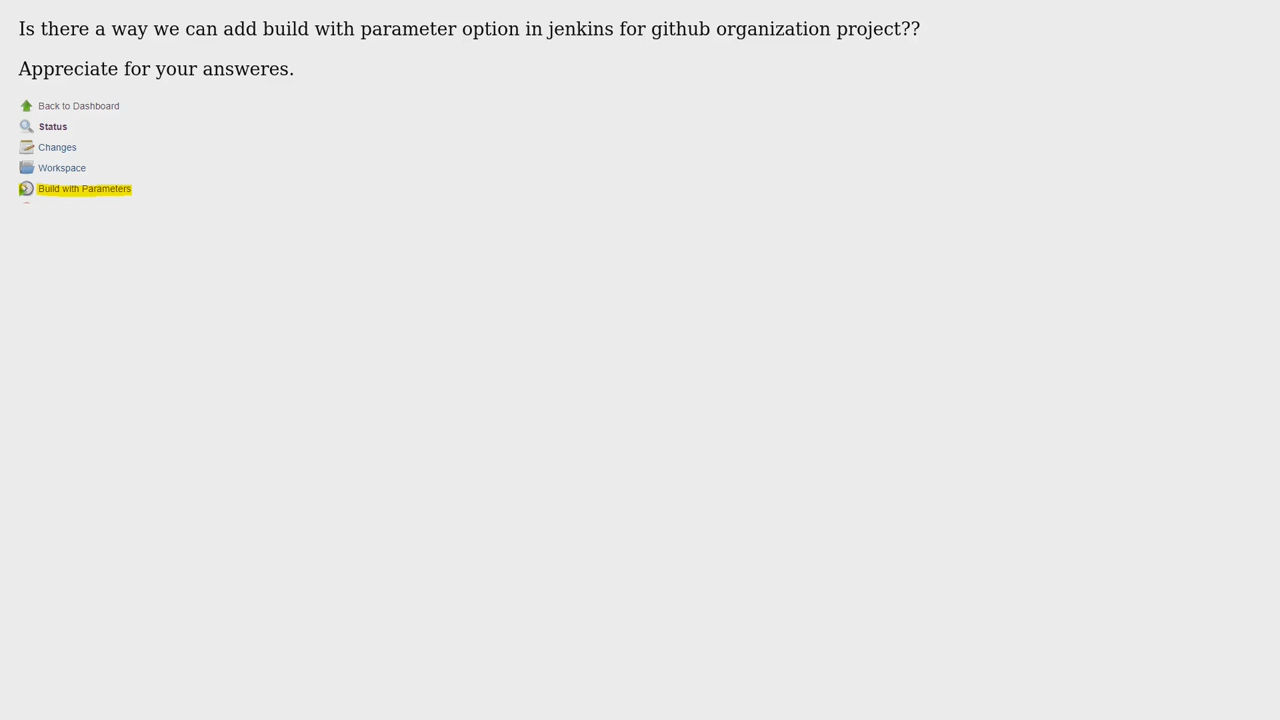 Is there a way we can add build with parameter option in jenkins for github organization project??
Appreciate for your answeres.
Back to Dashboard
Status
Changes
Workspace
Build with Parameters